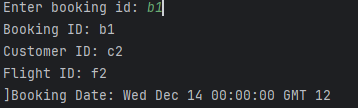 Enter booking id: b1
Booking ID: b1
Customer ID: c2
Flight ID: f2
]Booking Date: Wed Dec 14 00:00:00 GMT 12